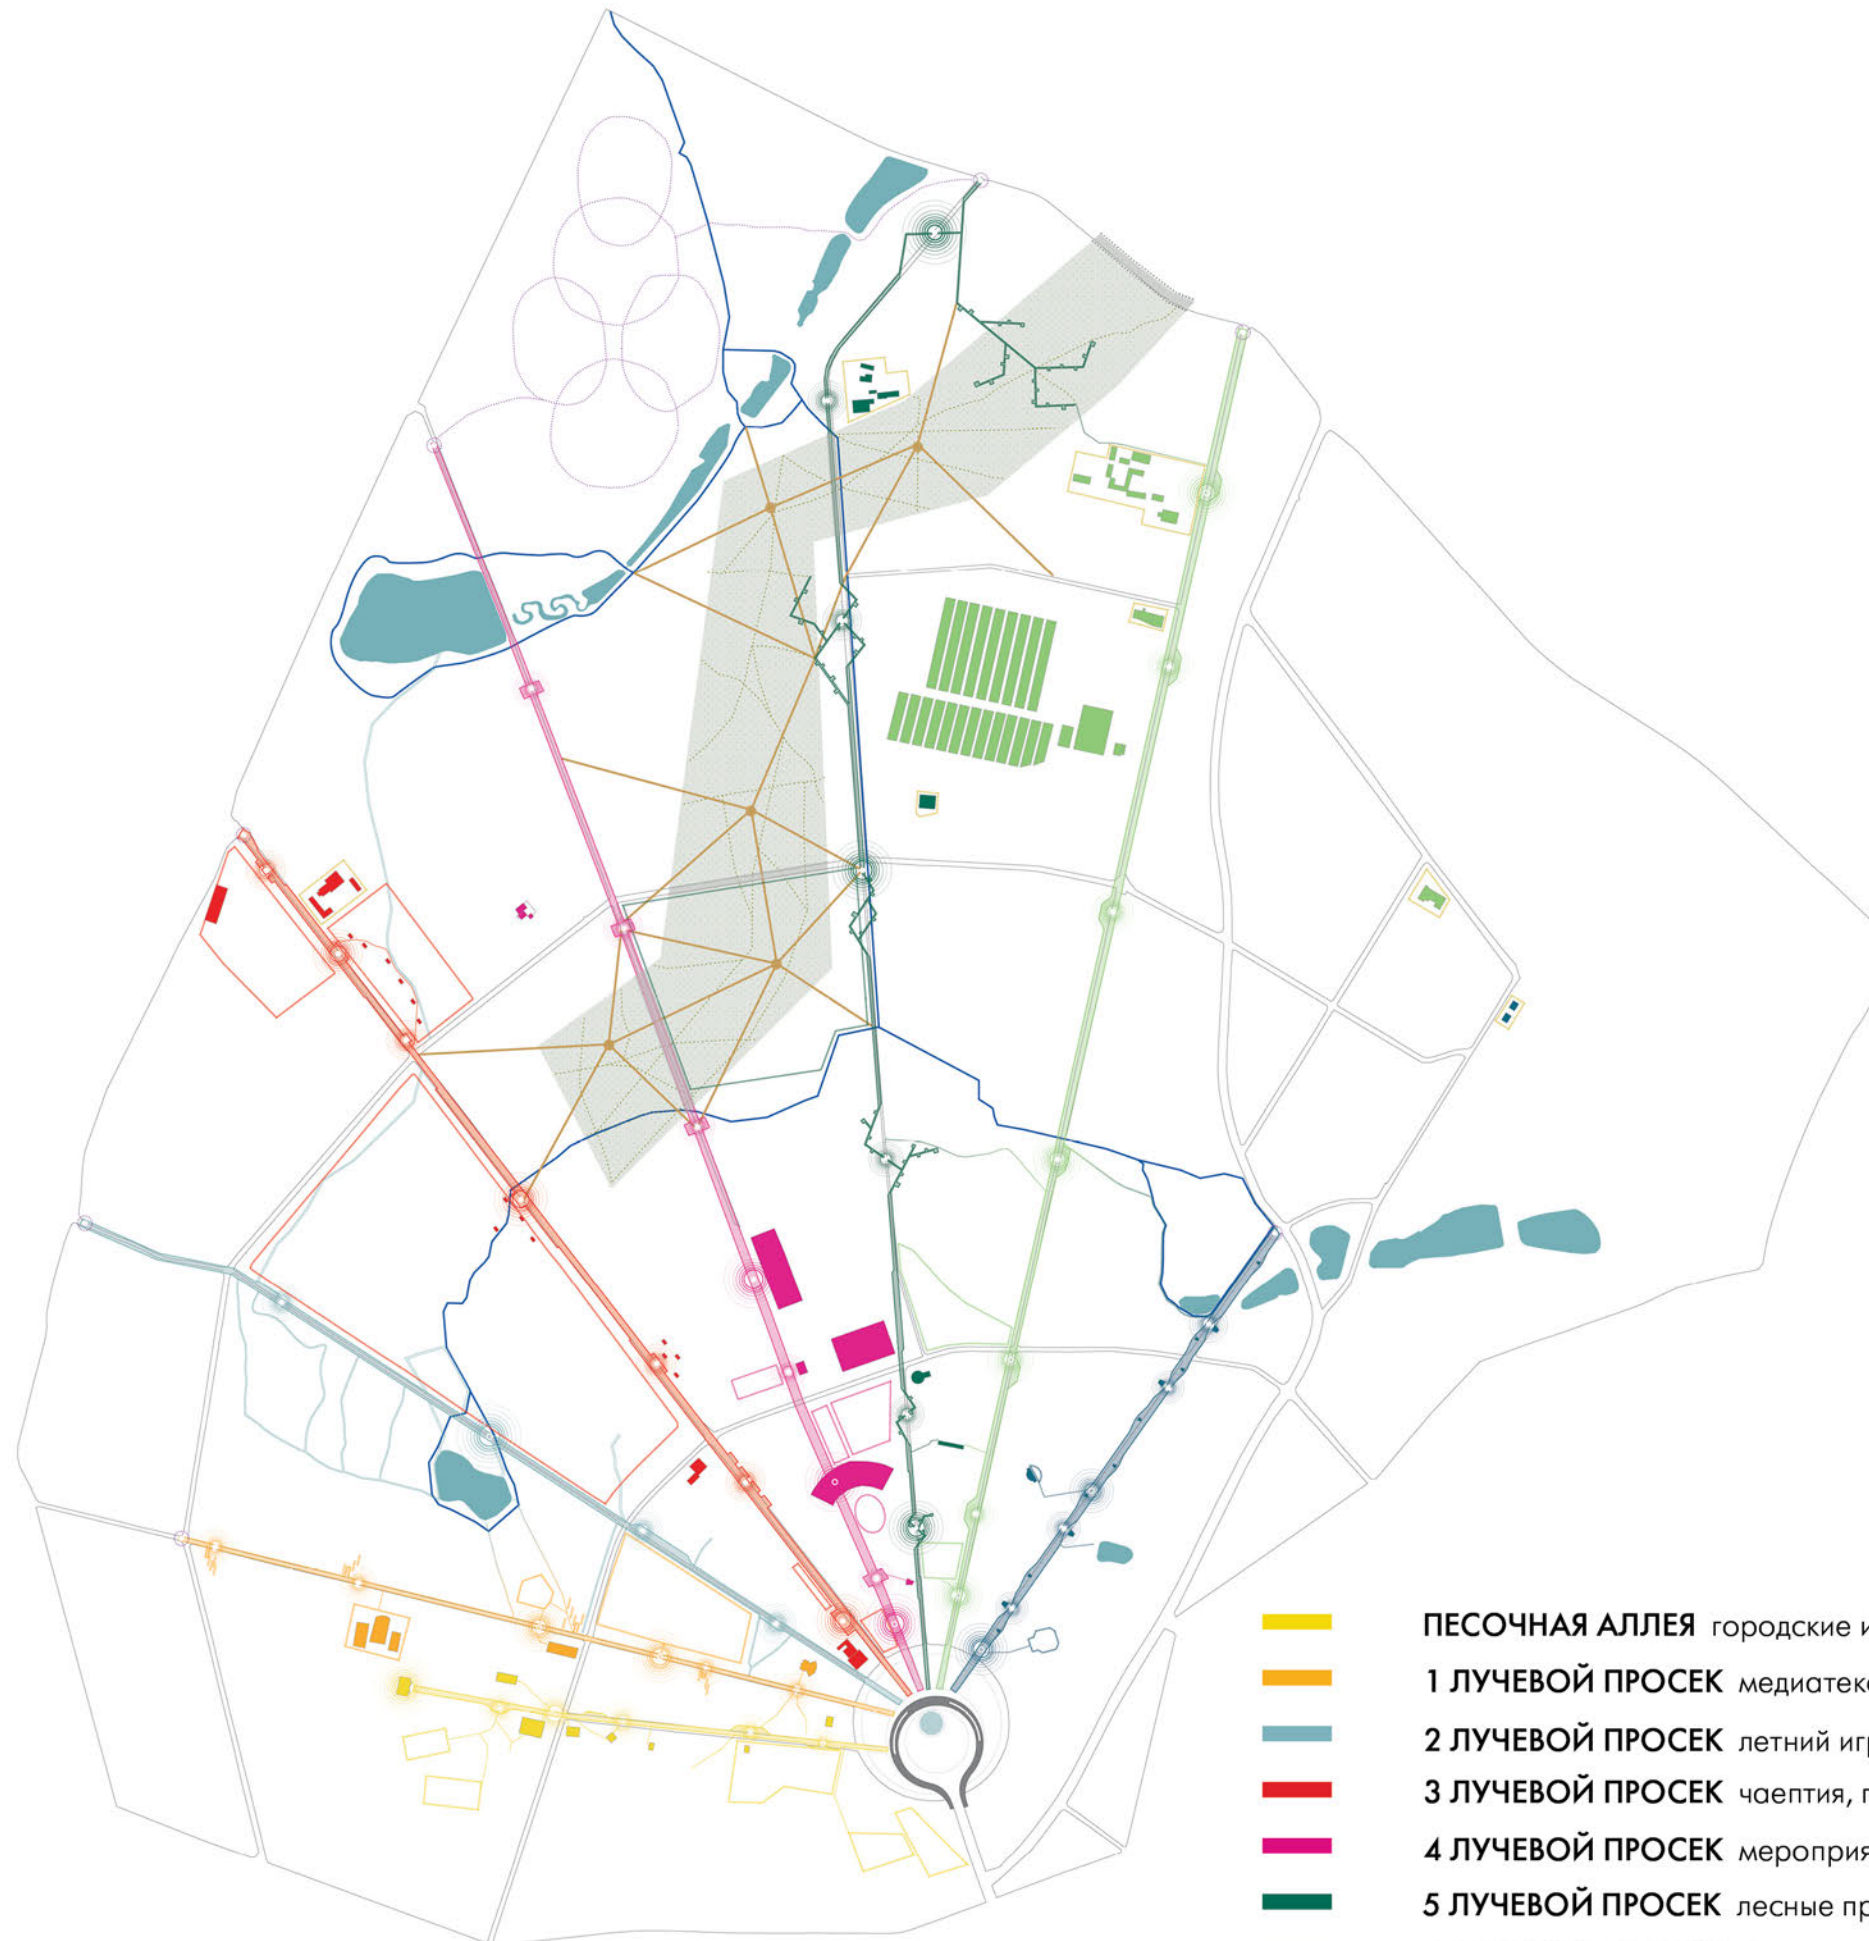 ПЕСОЧНАЯ АЛЛЕЯ городские и
1 ЛУЧЕВОЙ ПРОСЕК медиатек
2 ЛУЧЕВОЙ ПРОСЕК летний иг
3 ЛУЧЕВОЙ ПРОСЕК чаептия, г
4 ЛУЧЕВОЙ ПРОСЕК мероприя
5 ЛУЧЕВОЙ ПРОСЕК лесные пр